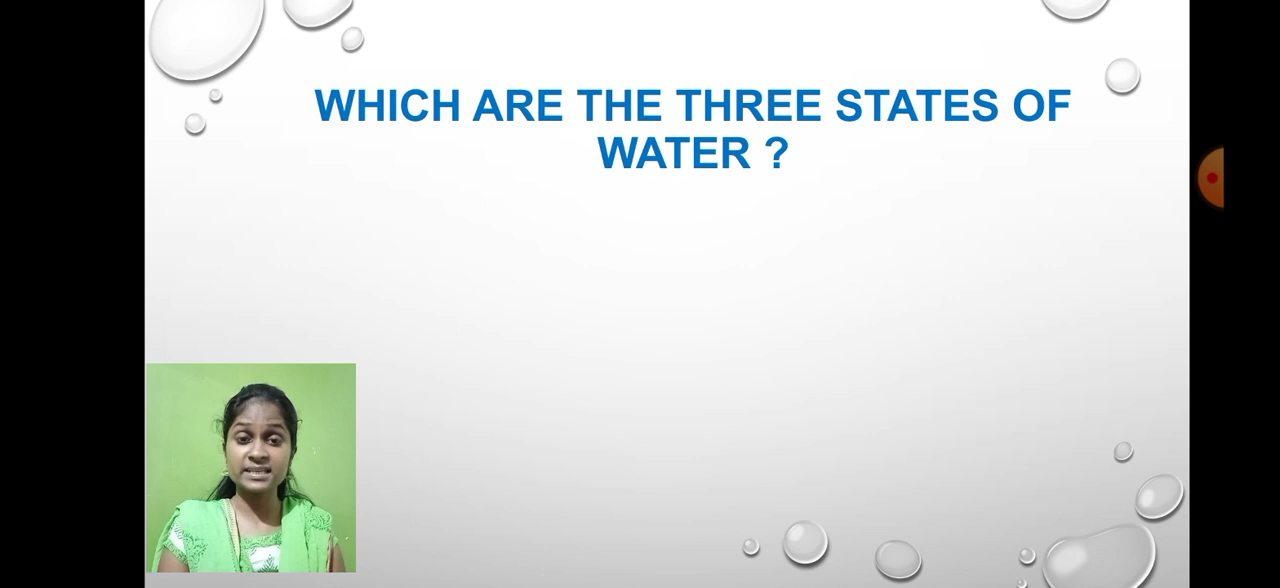 WHICH ARE THE THREE STATES OF
WATER ?